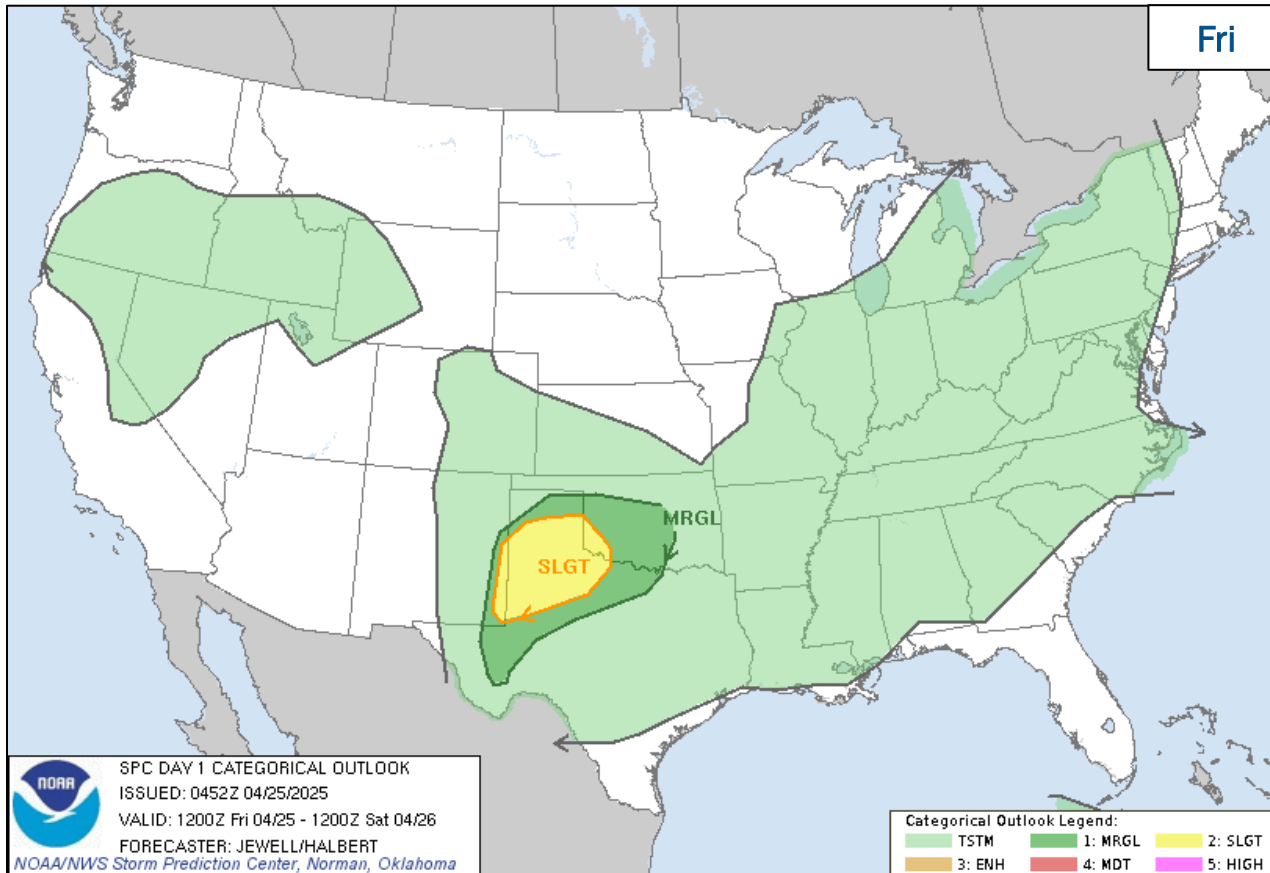 Fri
MRGL
SLGT
NOAA
SPC DAY 1 CATEGORICAL OUTLOOK
ISSUED: 0452Z 04/25/2025
VALID: 1200Z Fri 04/25 - 1200Z Sat 04/26
FORECASTER: JEWELL/HALBERT
NOAA/NWS Storm Prediction Center, Norman, Oklahoma
Categorical Outlook Legend:
TSTM 1: MRGL 2: SLGT
3: ENH 4: MDT 5: HIGH